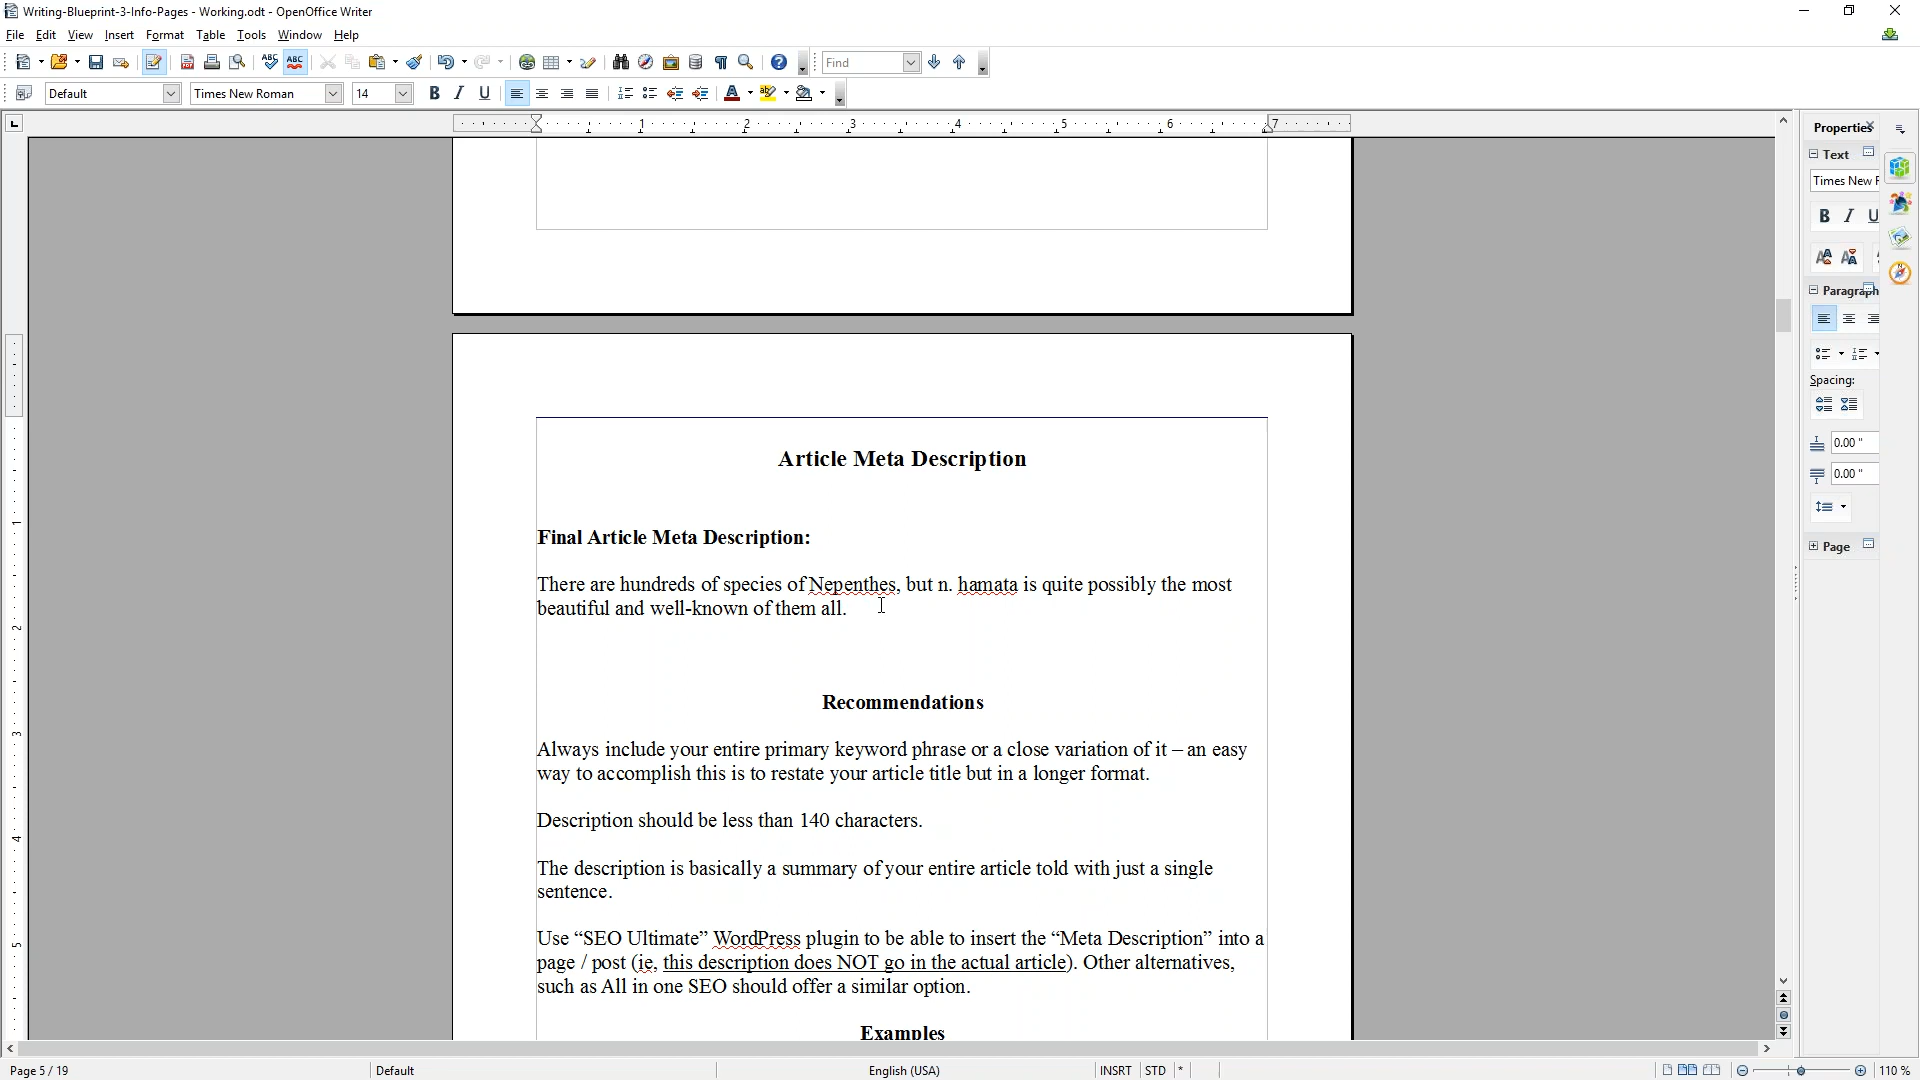 Writing-Blueprint-3-Info-Pages - Working.odt - OpenOffice Writer
File Edit View Insert Format Table Tools Window Help
Find
Default Times New Roman 14
1 2 3 4 5 6 7
Properties
Text
Times New
Paragraph
Spacing:
0.00 "
0.00 "
Page
Article Meta Description
Final Article Meta Description:
There are hundreds of species of Nepenthes, but n. hamata is quite possibly the most
beautiful and well-known of them all.
Recommendations
Always include your entire primary keyword phrase or a close variation of it – an easy
way to accomplish this is to restate your article title but in a longer format.
Description should be less than 140 characters.
The description is basically a summary of your entire article told with just a single
sentence.
Use “SEO Ultimate” WordPress plugin to be able to insert the “Meta Description” into a
page / post (ie, this description does NOT go in the actual article). Other alternatives,
such as All in one SEO should offer a similar option.
Examples
Page 5 / 19 Default English (USA) INSRT STD * 110 %